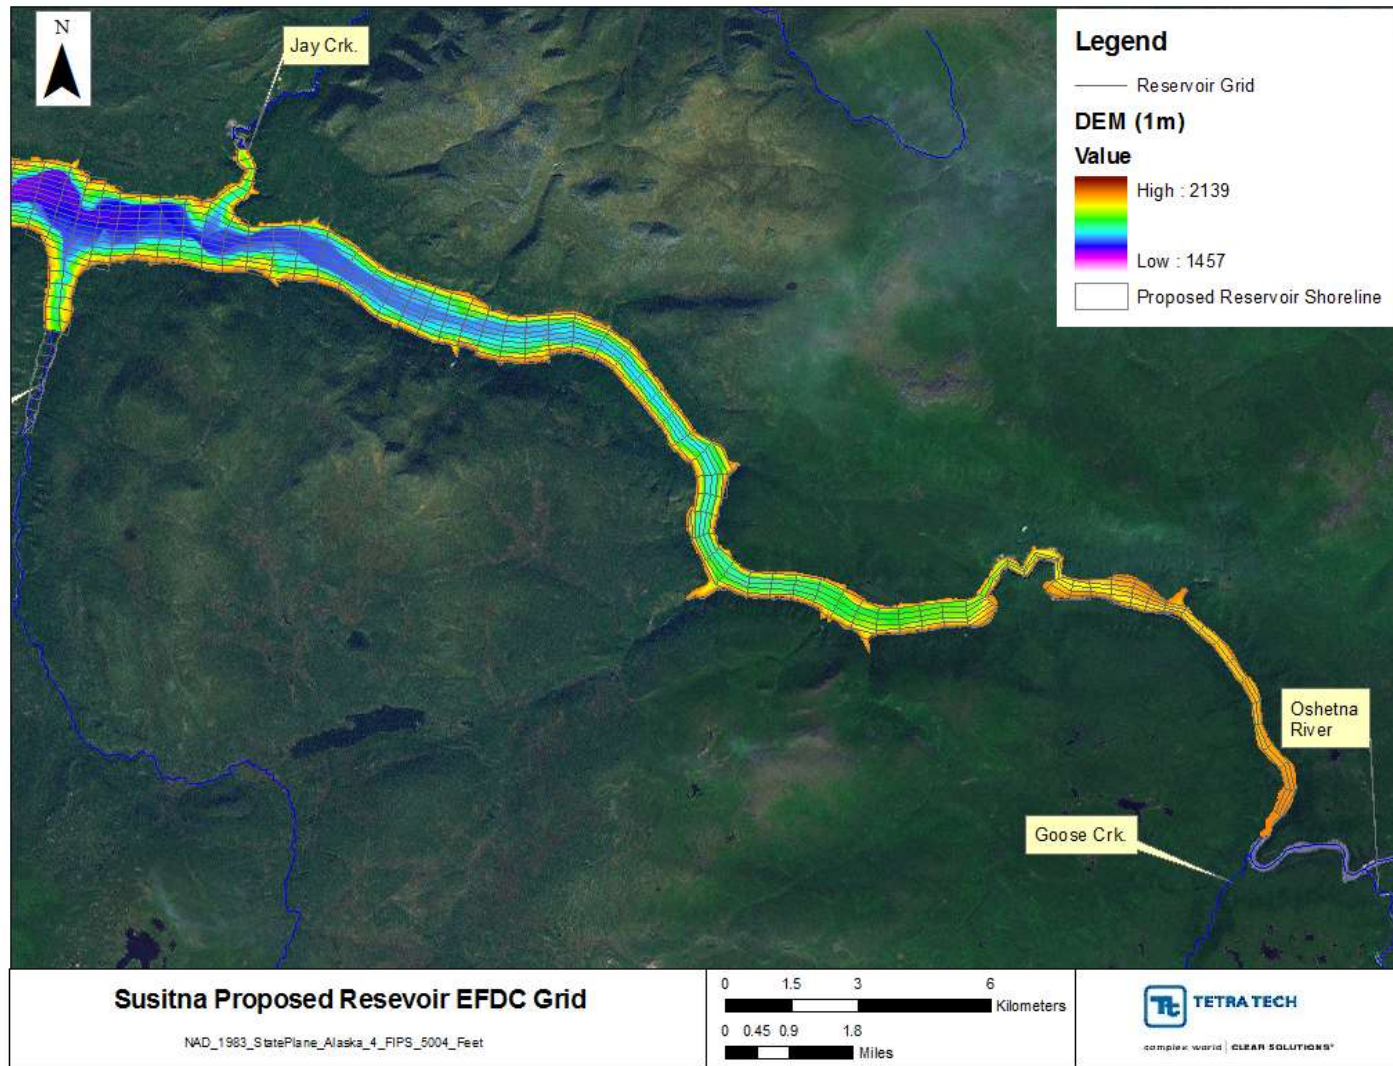 N
Jay Crk.
Legend
Reservoir Grid
DEM (1m)
Value
High : 2139
Low : 1457
Proposed Reservoir Shoreline
Oshetna
River
Goose Crk.
Susitna Proposed Resevoir EFDC Grid
NAD_1983_StatePlane_Alaska_4_FIPS_5004_Feet
0 1.5 3 6
Kilometers
0 0.45 0.9 1.8
Miles
Tt TETRA TECH
complex world | CLEAR SOLUTIONS™